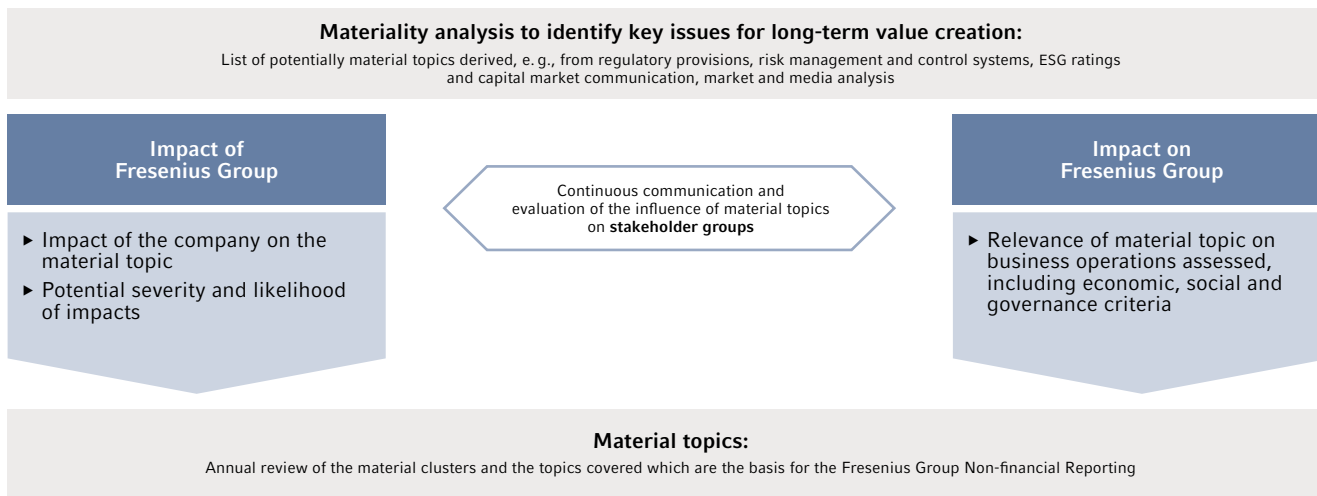 Materiality analysis to identify key issues for long-term value creation:
List of potentially material topics derived, e. g., from regulatory provisions, risk management and control systems, ESG ratings
and capital market communication, market and media analysis
Impact of
Fresenius Group
▸ Impact of the company on the
material topic
▸ Potential severity and likelihood
of impacts
Continuous communication and
evaluation of the influence of material topics
on stakeholder groups
Impact on
Fresenius Group
▸ Relevance of material topic on
business operations assessed,
including economic, social and
governance criteria
Material topics:
Annual review of the material clusters and the topics covered which are the basis for the Fresenius Group Non-financial Reporting